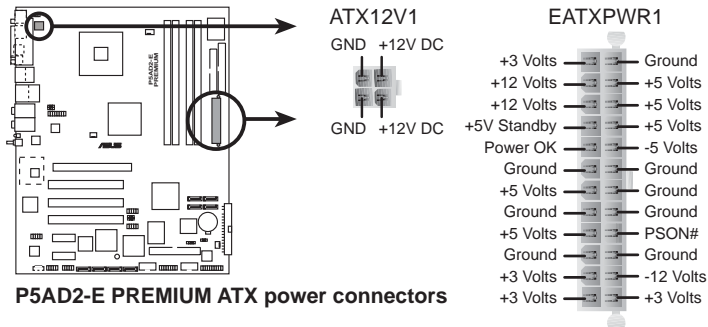 ATX12V1
GND +12V DC
GND +12V DC
EATXPWR1
+3 Volts Ground
+12 Volts +5 Volts
+12 Volts +5 Volts
+5V Standby +5 Volts
Power OK -5 Volts
Ground Ground
+5 Volts Ground
Ground Ground
+5 Volts PSON#
Ground Ground
+3 Volts -12 Volts
+3 Volts +3 Volts
P5AD2-E
PREMIUM
ASUS
P5AD2-E PREMIUM ATX power connectors